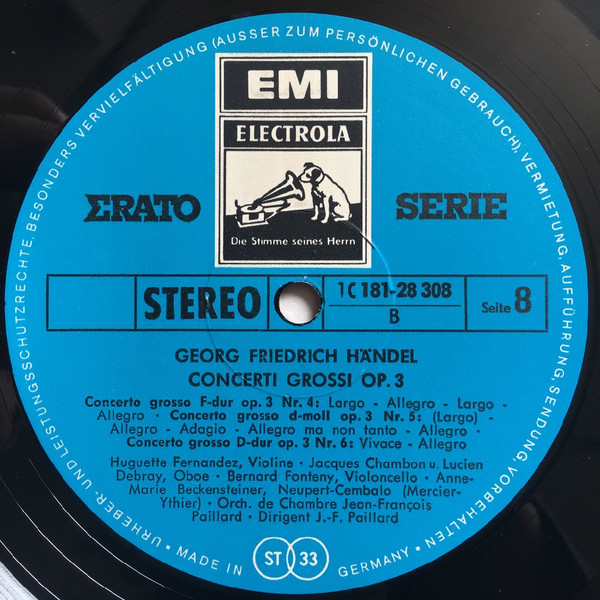 EMI
ELECTROLA
Die Stimme seines Herrn
ΣRATO SERIE
STEREO 1C 181-28 308 Seite 8
B
GEORG FRIEDRICH HÄNDEL
CONCERTI GROSSI OP. 3
Concerto grosso F-dur op. 3 Nr. 4: Largo - Allegro - Largo -
Allegro · Concerto grosso d-moll op. 3 Nr. 5: (Largo) -
Allegro - Adagio - Allegro ma non tanto - Allegro ·
Concerto grosso D-dur op. 3 Nr. 6: Vivace - Allegro
Huguette Fernandez, Violine · Jacques Chambon u. Lucien
Debray, Oboe · Bernard Fonteny, Violoncello · Anne-
Marie Beckensteiner, Neupert-Cembalo (Mercier-
Ythier) · Orch. de Chambre Jean-François
Paillard · Dirigent J.-F. Paillard
ST 33
URHEBER- UND LEISTUNGSSCHUTZRECHTE, BESONDERS VERVIELFÄLTIGUNG (AUSSER ZUM PERSÖNLICHEN GEBRAUCH), VERMIETUNG, AUFFÜHRUNG, SENDUNG, VORBEHALTEN •
• MADE IN GERMANY •